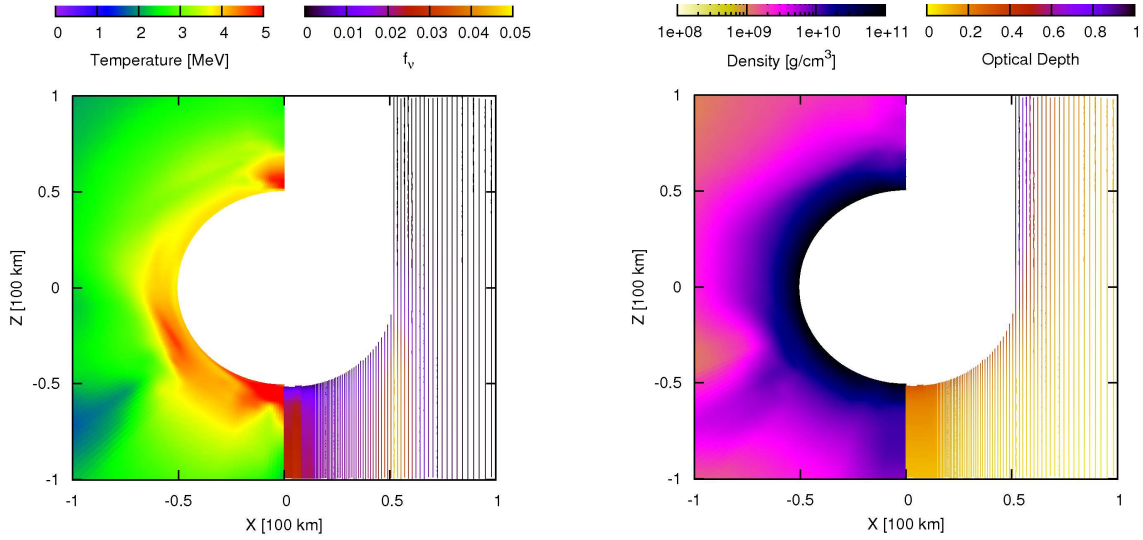 0 1 2 3 4 5
Temperature [MeV]
0 0.01 0.02 0.03 0.04 0.05
fν
1
0.5
0
-0.5
-1
Z [100 km]
-1 -0.5 0 0.5 1
X [100 km]
1e+08 1e+09 1e+10 1e+11
Density [g/cm³]
0 0.2 0.4 0.6 0.8 1
Optical Depth
1
0.5
0
-0.5
-1
Z [100 km]
-1 -0.5 0 0.5 1
X [100 km]